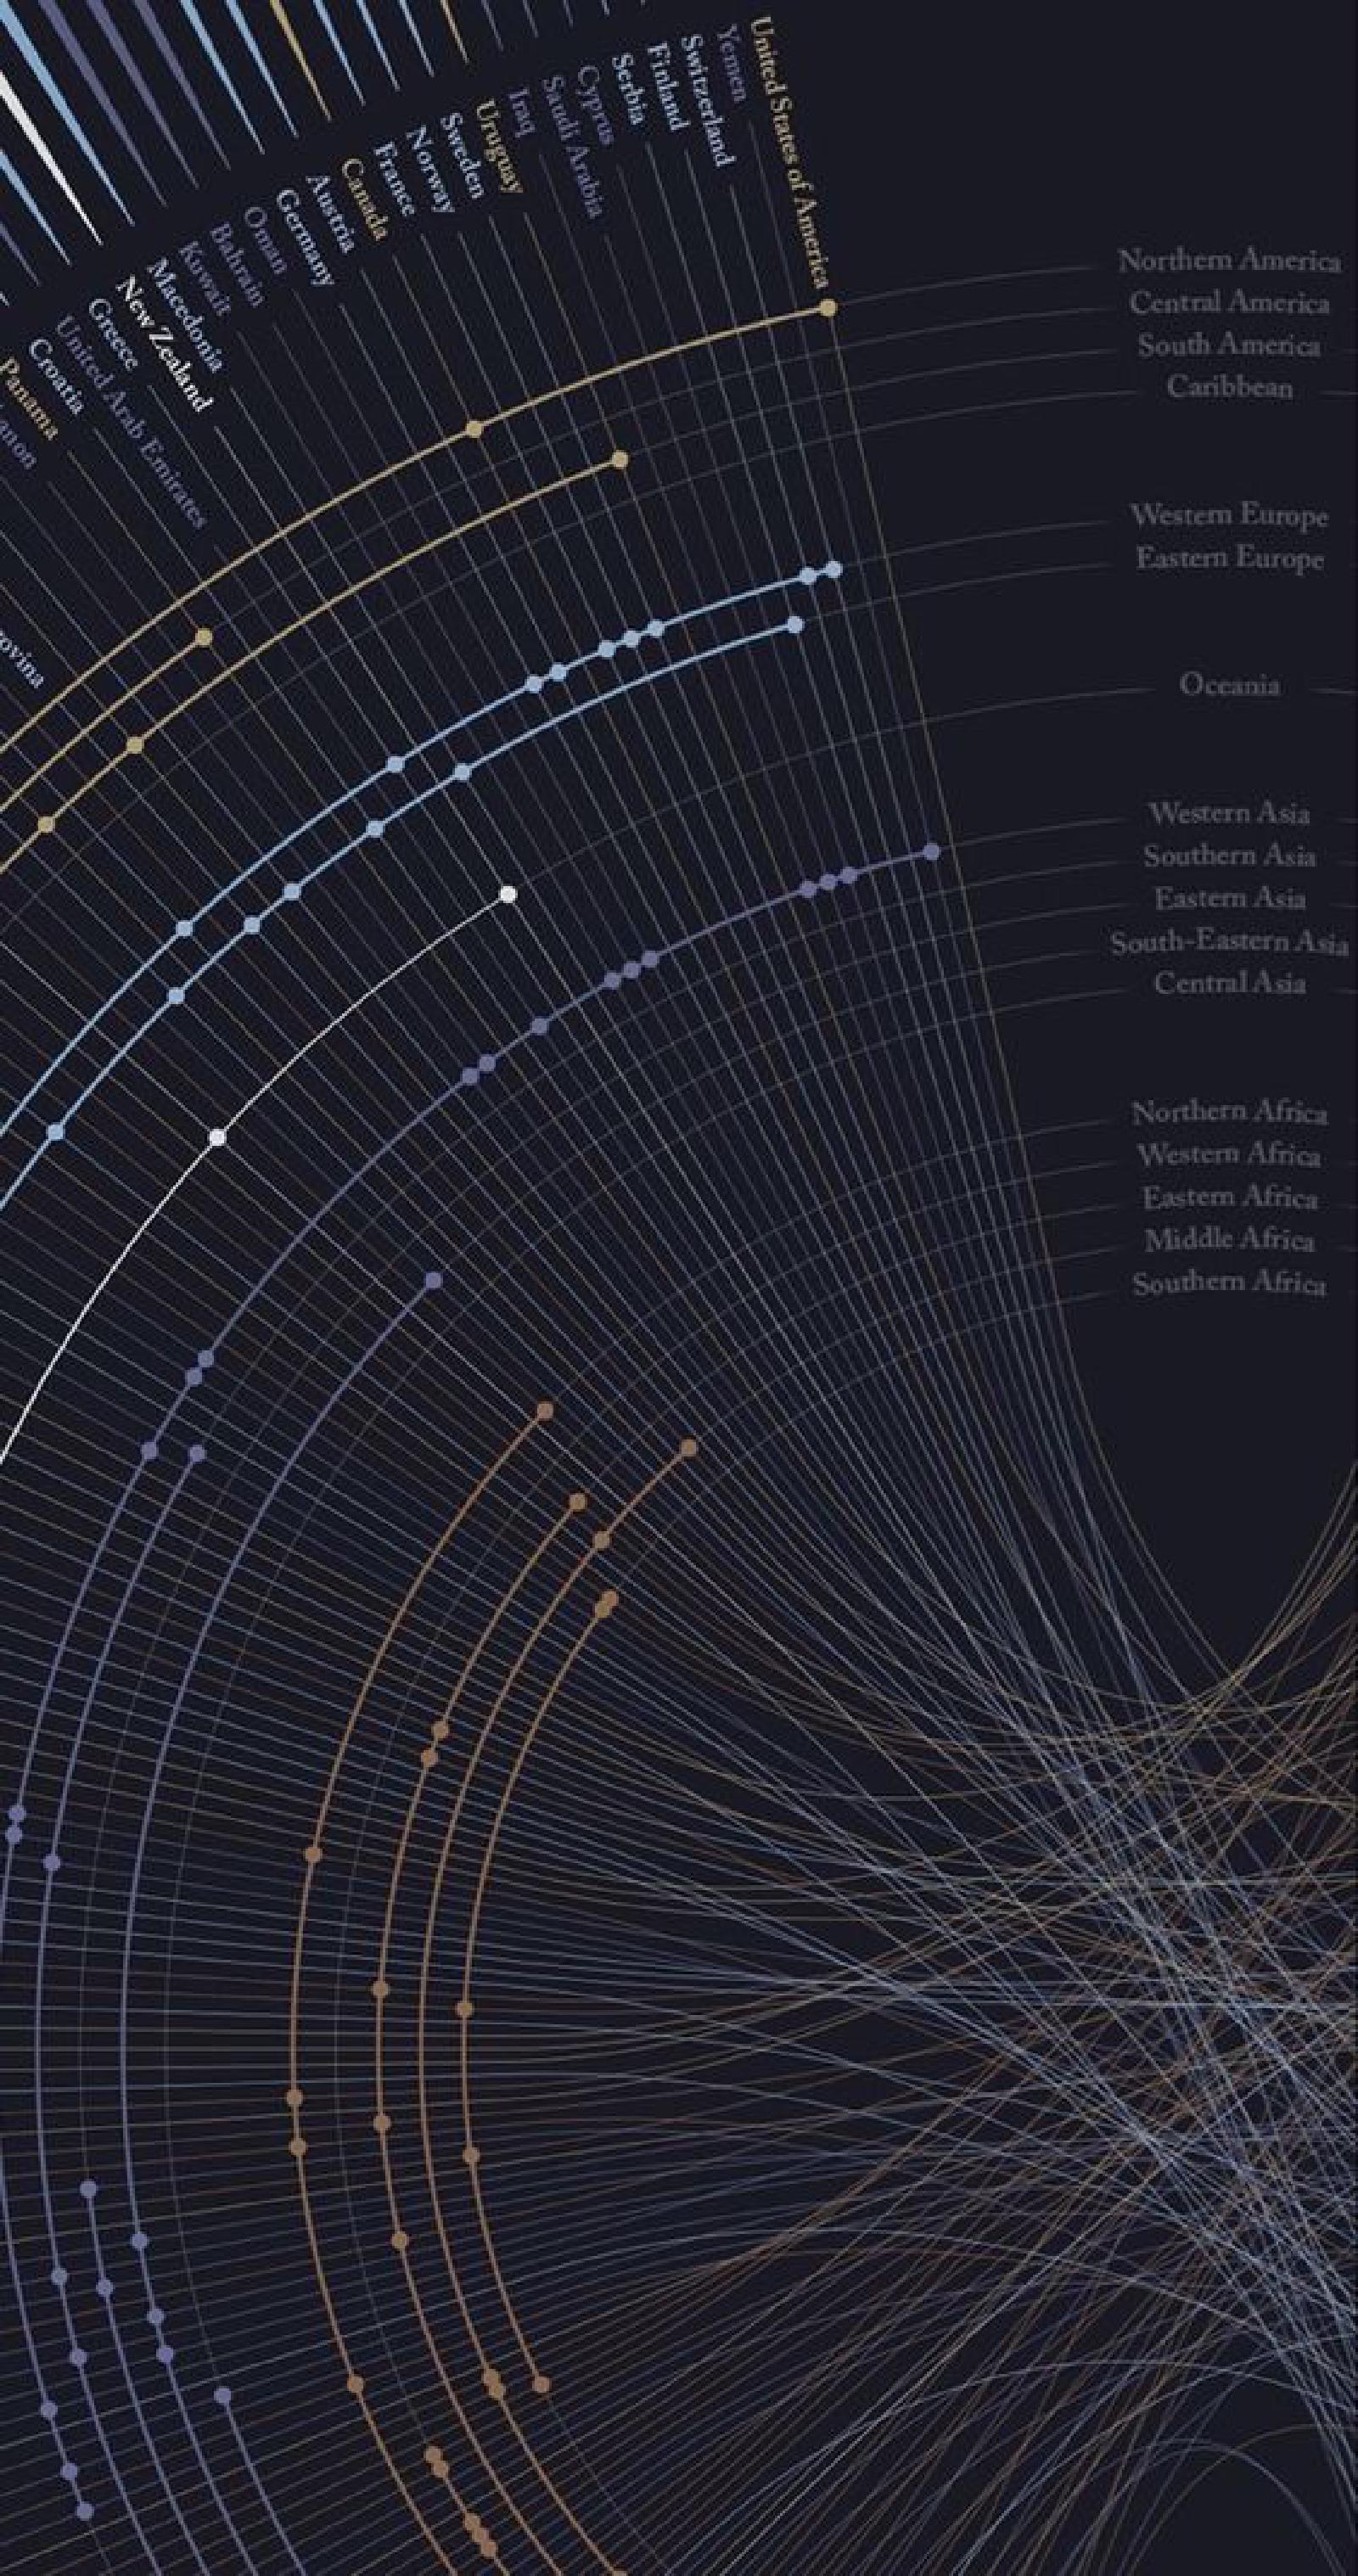 United States of America
Yemen
Switzerland
Finland
Serbia
Cyprus
Saudi Arabia
Iraq
Uruguay
Sweden
Norway
France
Canada
Austria
Germany
Oman
Bahrain
Kuwait
Macedonia
New Zealand
Greece
United Arab Emirates
Croatia
Panama
anon
ovina
Northern America
Central America
South America
Caribbean
Western Europe
Eastern Europe
Oceania
Western Asia
Southern Asia
Eastern Asia
South-Eastern Asia
Central Asia
Northern Africa
Western Africa
Eastern Africa
Middle Africa
Southern Africa